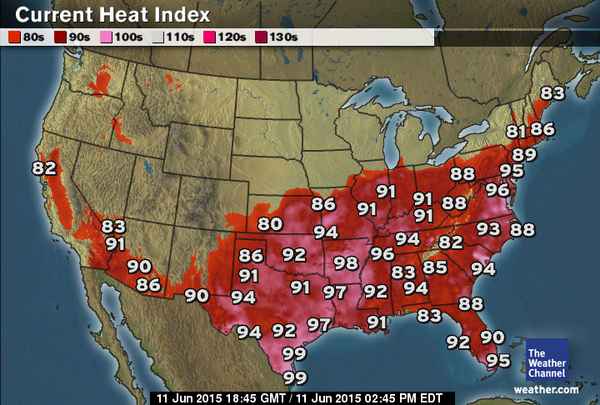 Current Heat Index
80s 90s 100s 110s 120s 130s
83
81 86
89
82 88 95
91 96
86 91 91 88
83 80 91
91 94 94 82 93 88
86 92 96
90 98 83 85 94
86 91
90 94 91 97 92 94
88
94 92 97 91 83
92 90
99 95
99
The Weather Channel
weather.com
11 Jun 2015 18:45 GMT / 11 Jun 2015 02:45 PM EDT